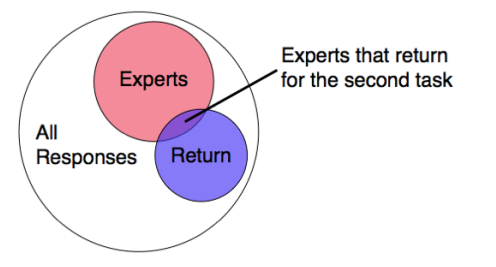 Experts
Experts that return
for the second task
All
Responses
Return